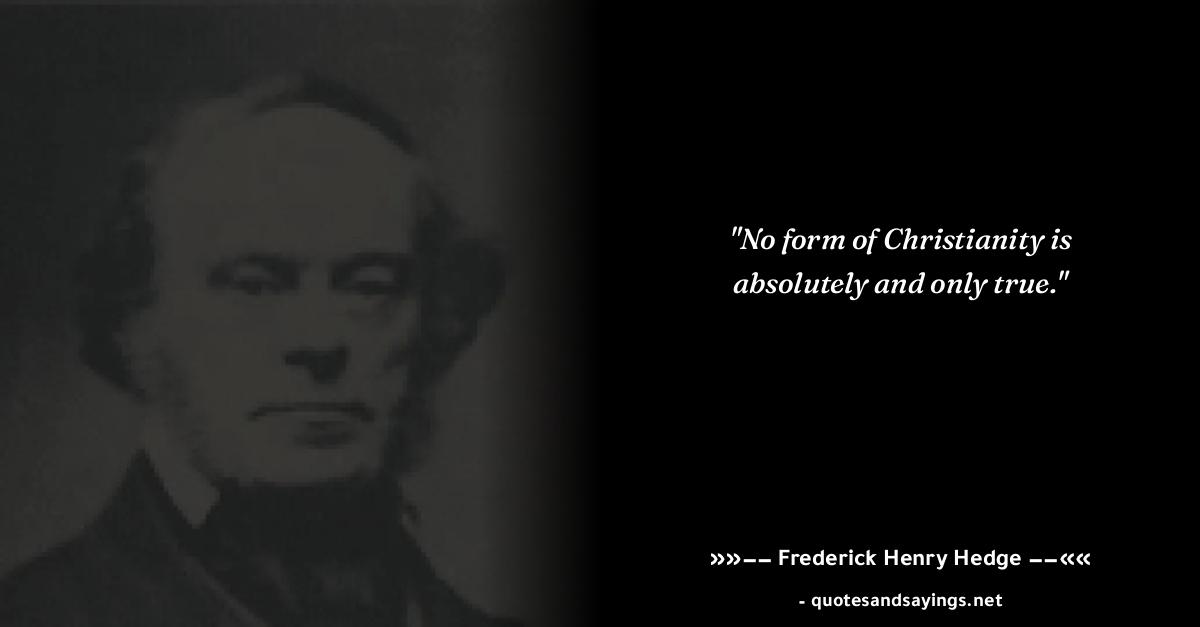 "No form of Christianity is
absolutely and only true."
»»–– Frederick Henry Hedge ––««
- quotesandsayings.net